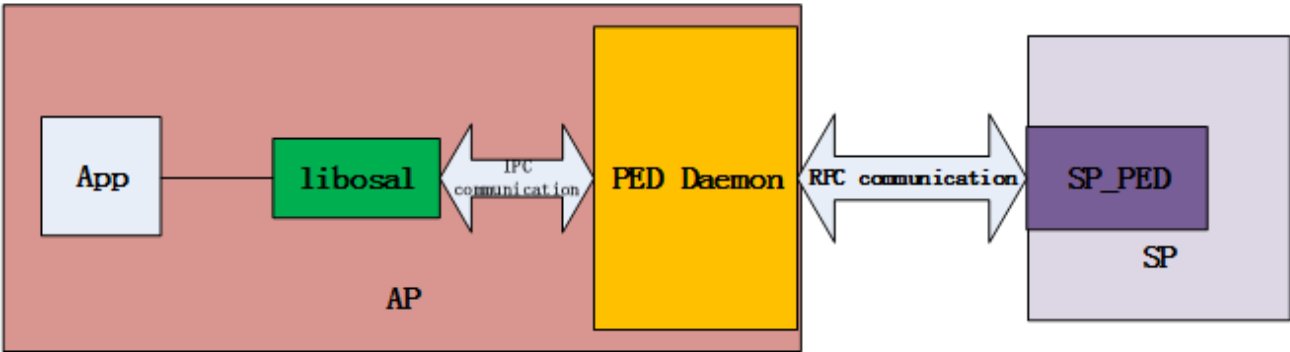 App
libosal
IPC
communication
PED Daemon
RPC communication
SP_PED
SP
AP